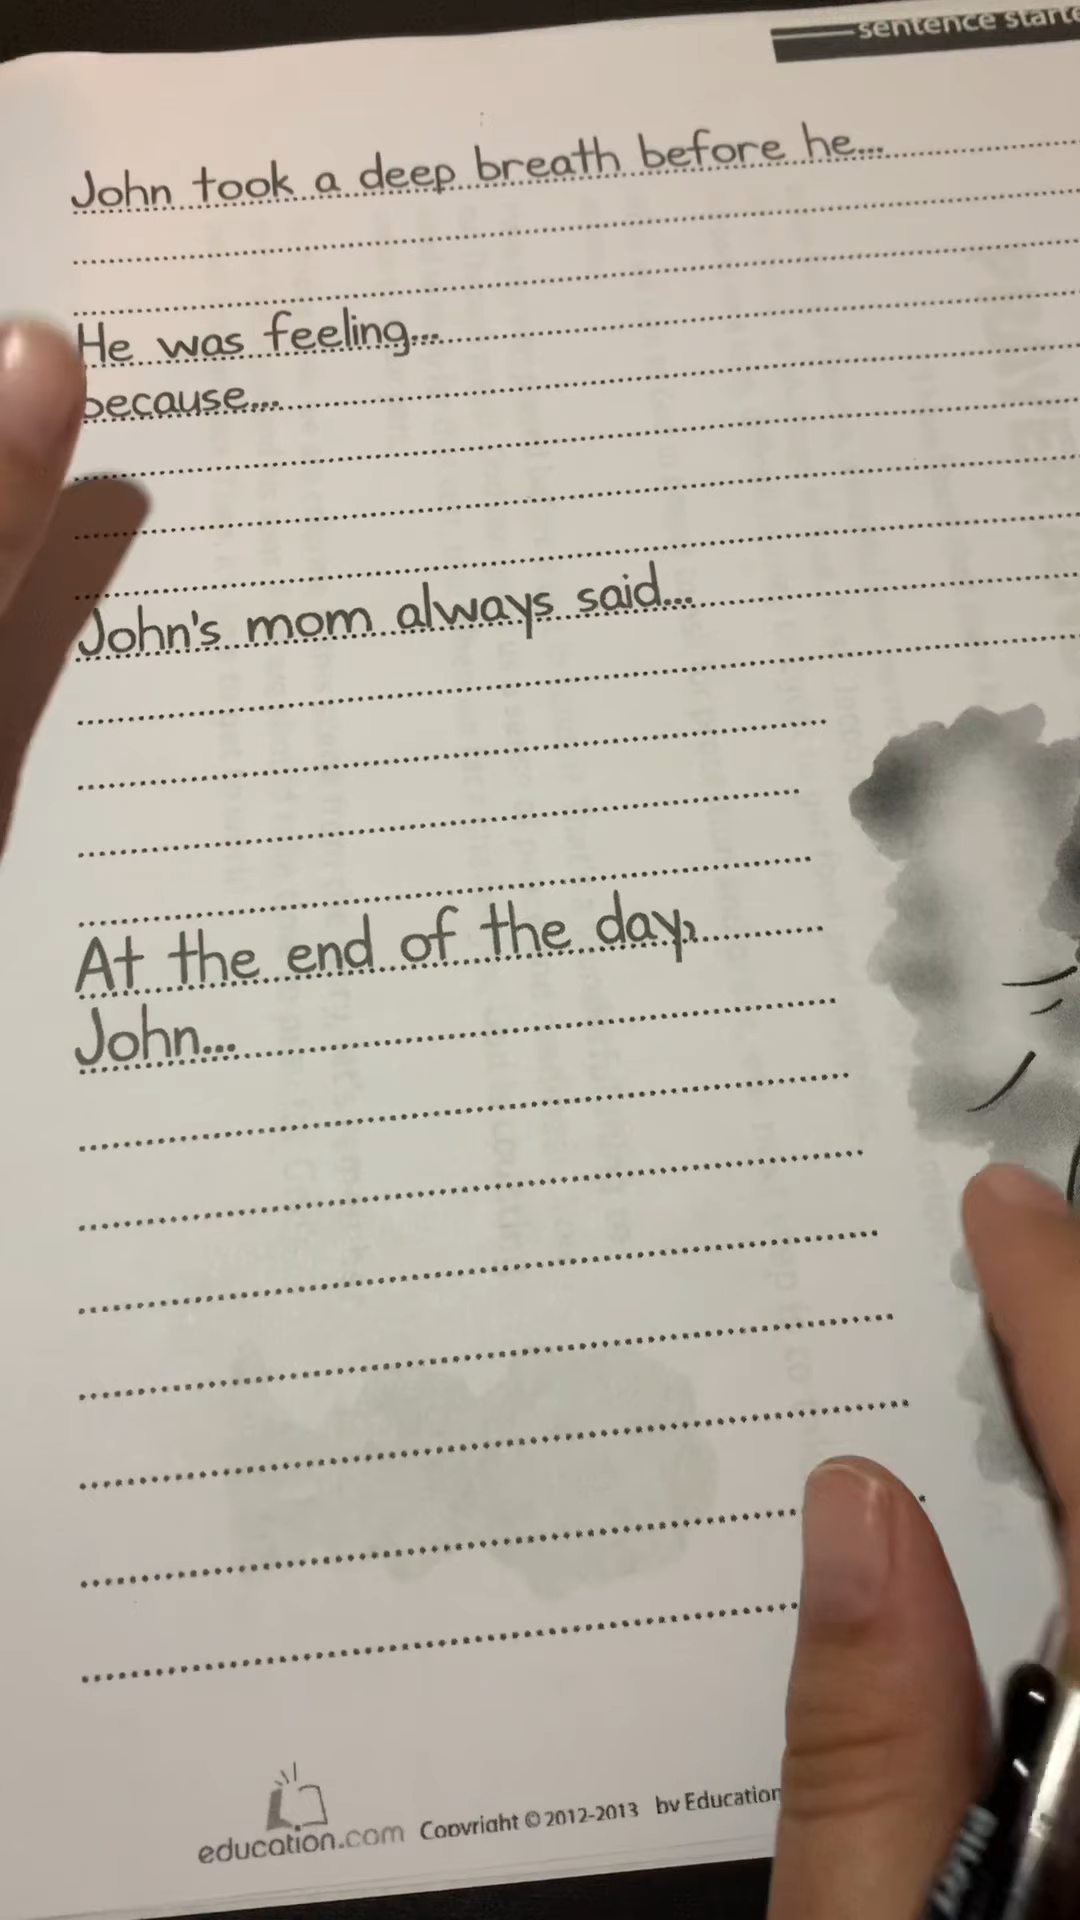 sentence
John took a deep breath before he...
He was feeling...
because...
John's mom always said...
At the end of the day,
John...
education.com Copyright © 2012-2013 by Education